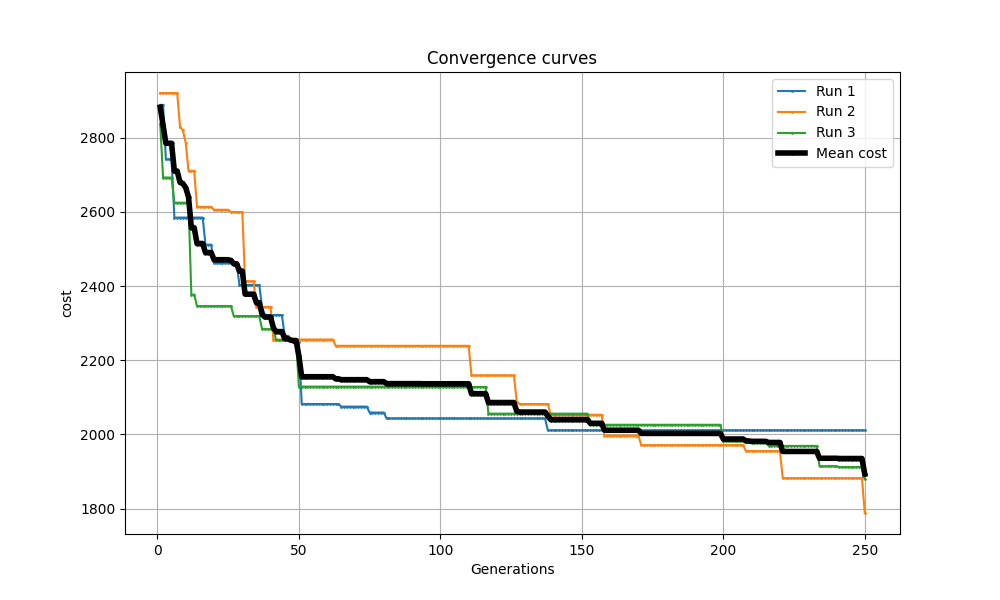 Convergence curves
Run 1
Run 2
Run 3
Mean cost
cost
2800
2600
2400
2200
2000
1800
0 50 100 150 200 250
Generations